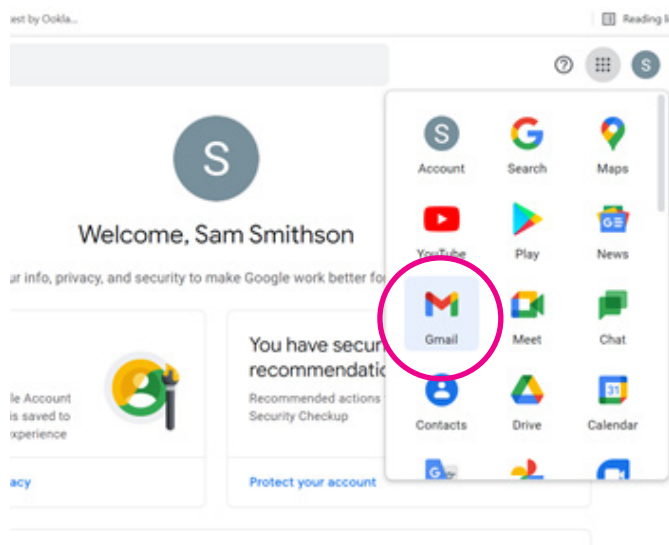 est by Ookla...
Reading li
S
S
Account
Search
Maps
S
Welcome, Sam Smithson
YouTube
Play
News
ur info, privacy, and security to make Google work better fo
Gmail
Meet
Chat
You have secur
recommendatio
le Account
is saved to
xperience
Recommended actions
Security Checkup
31
Contacts
Drive
Calendar
acy
Protect your account